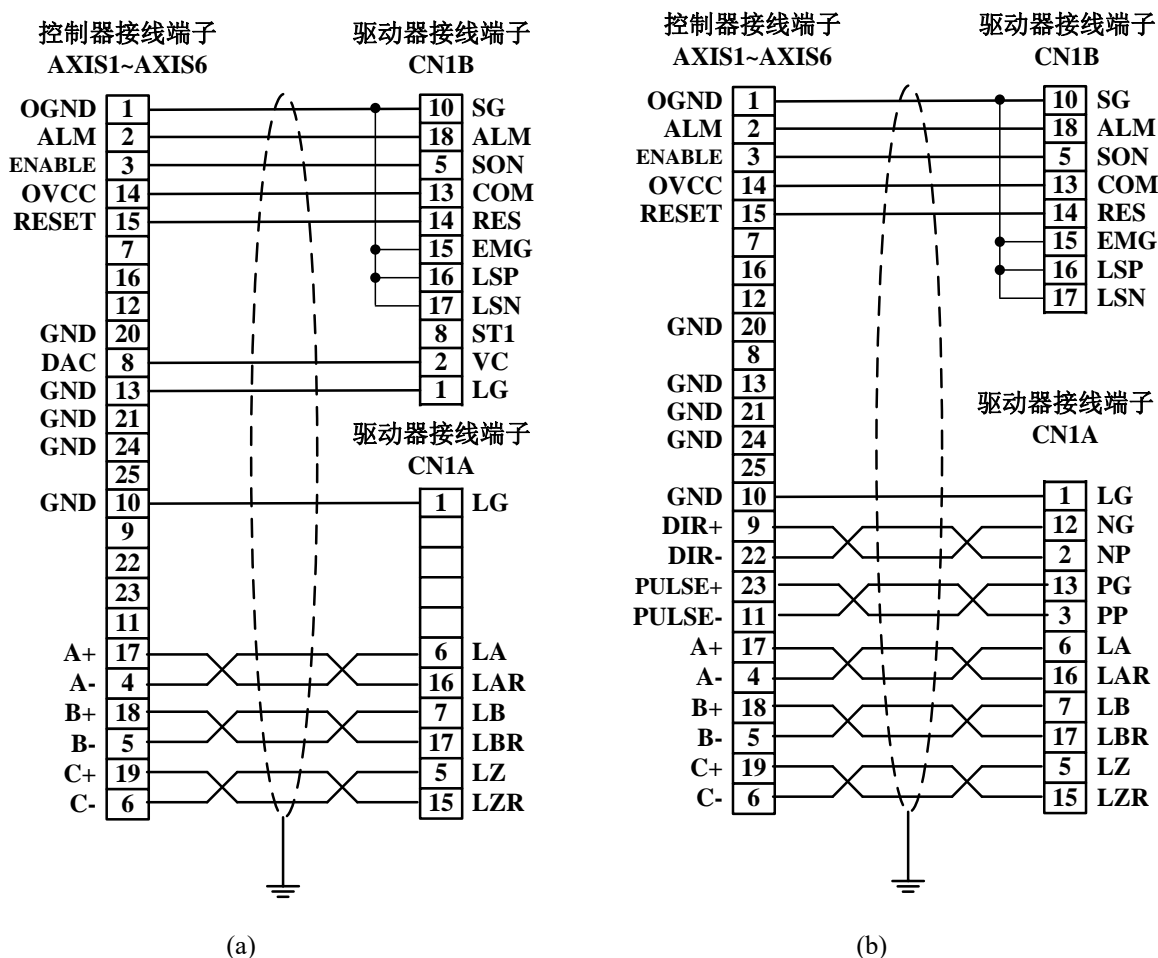 控制器接线端子
AXIS1~AXIS6
驱动器接线端子
CN1B
OGND 1 10 SG
ALM 2 18 ALM
ENABLE 3 5 SON
OVCC 14 13 COM
RESET 15 14 RES
7 15 EMG
16 16 LSP
12 17 LSN
GND 20 8 ST1
DAC 8 2 VC
GND 13 1 LG
GND 21
GND 24
25
驱动器接线端子
CN1A
GND 10 1 LG
9
22
23
11
A+ 17 6 LA
A- 4 16 LAR
B+ 18 7 LB
B- 5 17 LBR
C+ 19 5 LZ
C- 6 15 LZR
(a)
控制器接线端子
AXIS1~AXIS6
驱动器接线端子
CN1B
OGND 1 10 SG
ALM 2 18 ALM
ENABLE 3 5 SON
OVCC 14 13 COM
RESET 15 14 RES
7 15 EMG
16 16 LSP
12 17 LSN
GND 20
8
GND 13
GND 21
GND 24
25
驱动器接线端子
CN1A
GND 10 1 LG
DIR+ 9 12 NG
DIR- 22 2 NP
PULSE+ 23 13 PG
PULSE- 11 3 PP
A+ 17 6 LA
A- 4 16 LAR
B+ 18 7 LB
B- 5 17 LBR
C+ 19 5 LZ
C- 6 15 LZR
(b)